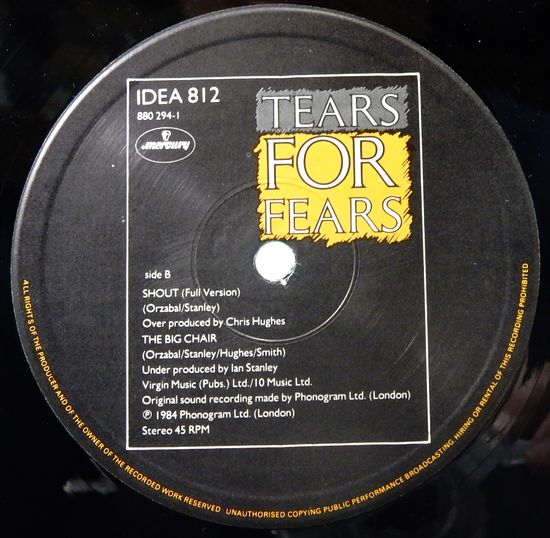 IDEA 812
880 294-1
mercury
TEARS
FOR
FEARS
side B
SHOUT (Full Version)
(Orzabal/Stanley)
Over produced by Chris Hughes
THE BIG CHAIR
(Orzabal/Stanley/Hughes/Smith)
Under produced by Ian Stanley
Virgin Music (Pubs.) Ltd./10 Music Ltd.
Original sound recording made by Phonogram Ltd. (London)
℗ 1984 Phonogram Ltd. (London)
Stereo 45 RPM
ALL RIGHTS OF THE PRODUCER AND OF THE OWNER OF THE RECORDED WORK RESERVED UNAUTHORISED COPYING PUBLIC PERFORMANCE BROADCASTING HIRING OR RENTAL OF THIS RECORDING PROHIBITED